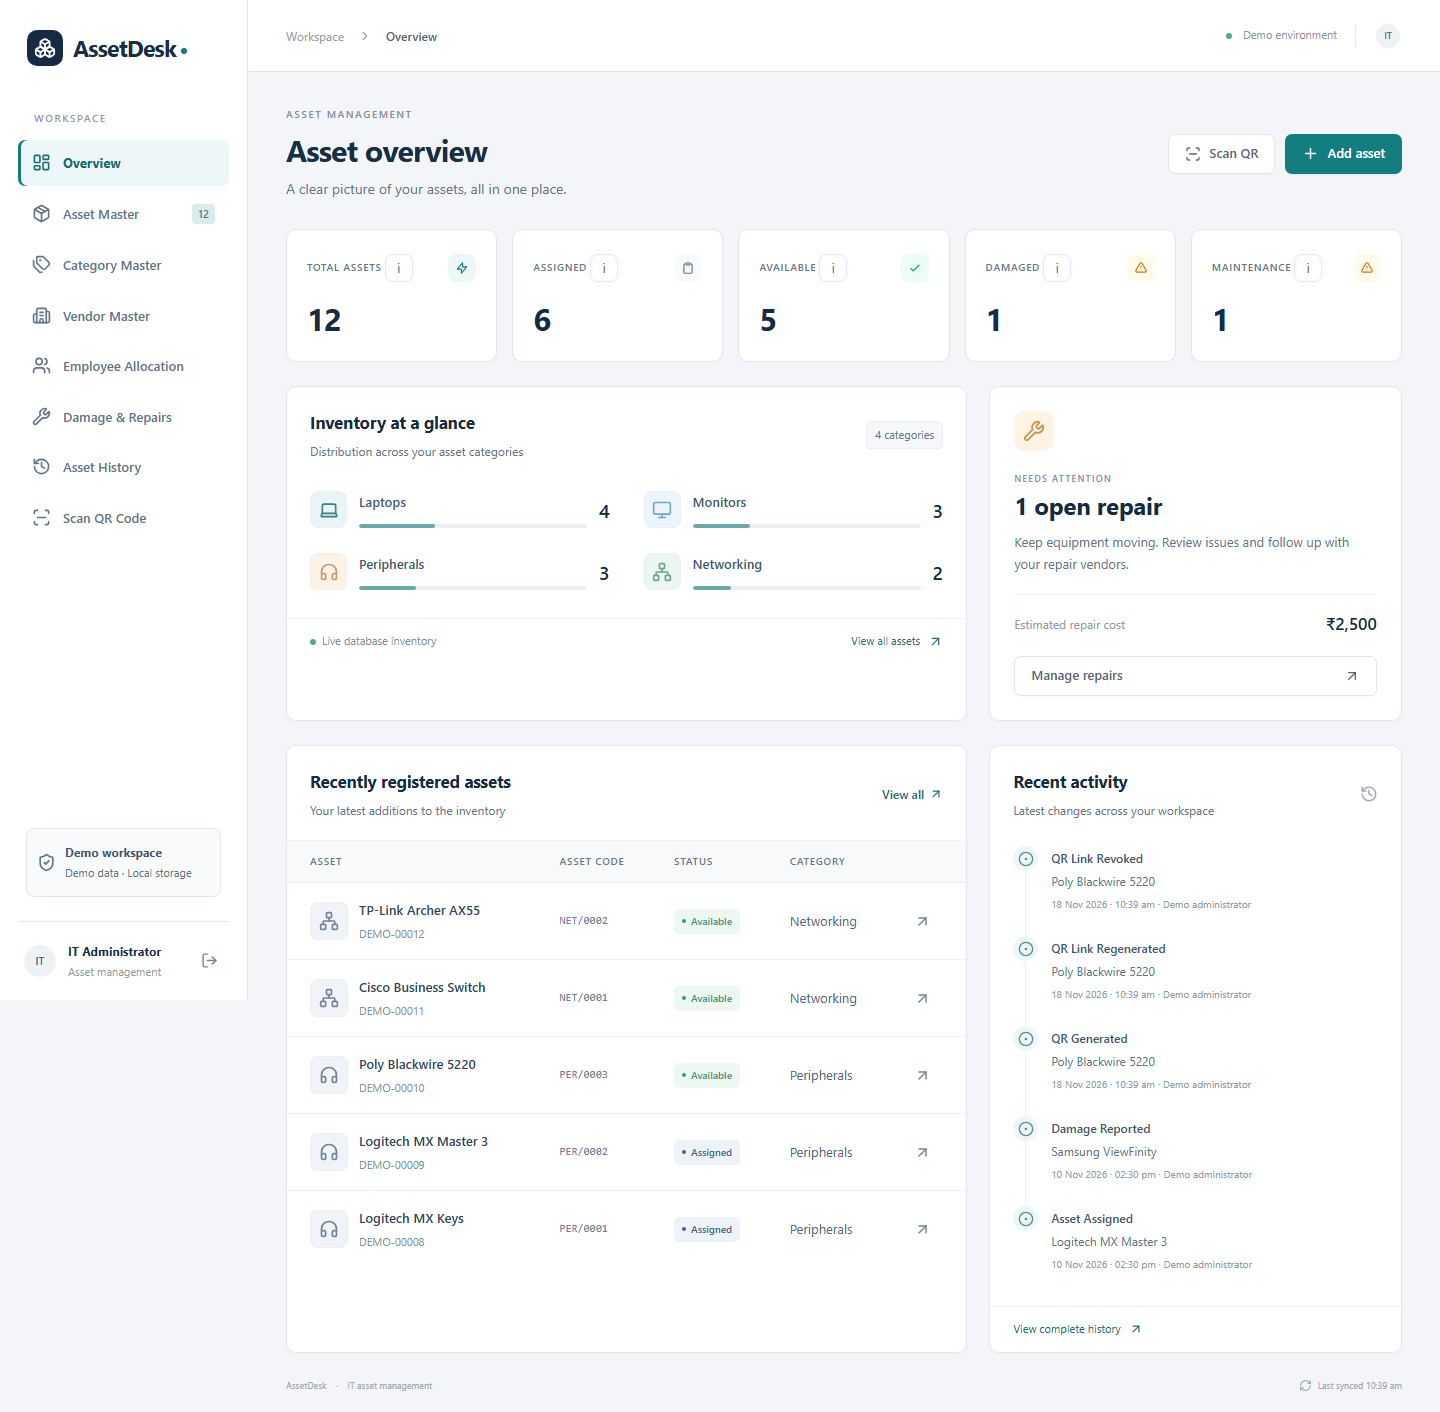 AssetDesk
WORKSPACE
Overview
Asset Master 12
Category Master
Vendor Master
Employee Allocation
Damage & Repairs
Asset History
Scan QR Code
Demo workspace
Demo data · Local storage
IT
IT Administrator
Asset management
Workspace > Overview
Demo environment IT
ASSET MANAGEMENT
Asset overview
A clear picture of your assets, all in one place.
Scan QR
+ Add asset
TOTAL ASSETS i
12
ASSIGNED i
6
AVAILABLE i
5
DAMAGED i
1
MAINTENANCE i
1
Inventory at a glance
Distribution across your asset categories
4 categories
Laptops 4
Monitors 3
Peripherals 3
Networking 2
Live database inventory
View all assets
NEEDS ATTENTION
1 open repair
Keep equipment moving. Review issues and follow up with
your repair vendors.
Estimated repair cost ₹2,500
Manage repairs
Recently registered assets
Your latest additions to the inventory
View all
ASSET ASSET CODE STATUS CATEGORY
TP-Link Archer AX55
DEMO-00012
NET/0002 Available Networking
Cisco Business Switch
DEMO-00011
NET/0001 Available Networking
Poly Blackwire 5220
DEMO-00010
PER/0003 Available Peripherals
Logitech MX Master 3
DEMO-00009
PER/0002 Assigned Peripherals
Logitech MX Keys
DEMO-00008
PER/0001 Assigned Peripherals
Recent activity
Latest changes across your workspace
QR Link Revoked
Poly Blackwire 5220
18 Nov 2026 · 10:39 am · Demo administrator
QR Link Regenerated
Poly Blackwire 5220
18 Nov 2026 · 10:39 am · Demo administrator
QR Generated
Poly Blackwire 5220
18 Nov 2026 · 10:39 am · Demo administrator
Damage Reported
Samsung ViewFinity
10 Nov 2026 · 02:30 pm · Demo administrator
Asset Assigned
Logitech MX Master 3
10 Nov 2026 · 02:30 pm · Demo administrator
View complete history
AssetDesk · IT asset management
Last synced 10:39 am